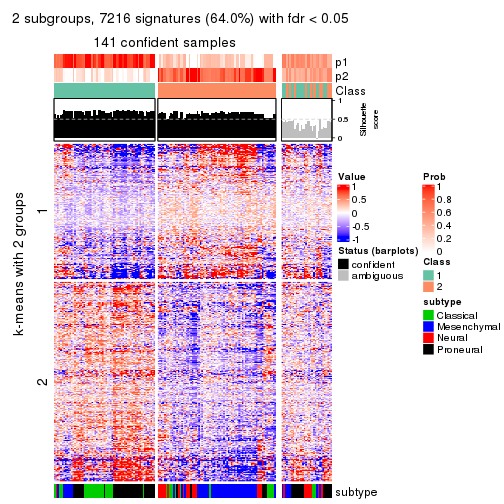 2 subgroups, 7216 signatures (64.0%) with fdr < 0.05
141 confident samples
p1
p2
Class
1
0.5
0
Silhouette
score
k-means with 2 groups
1
2
subtype
Value
1
0.5
0
-0.5
-1
Status (barplots)
confident
ambiguous
Prob
1
0.8
0.6
0.4
0.2
0
Class
1
2
subtype
Classical
Mesenchymal
Neural
Proneural